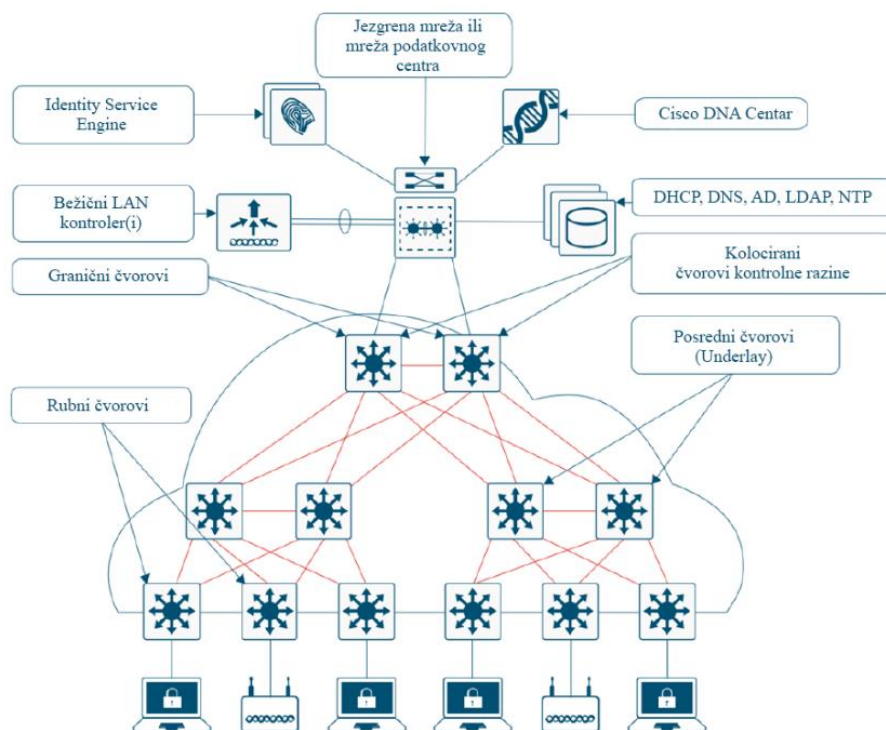 Jezgrena mreža ili
mreža podatkovnog
centra
Identity Service
Engine
Cisco DNA Centar
Bežični LAN
kontroler(i)
DHCP, DNS, AD, LDAP, NTP
Granični čvorovi
Kolocirani
čvorovi kontrolne razine
Posredni čvorovi
(Underlay)
Rubni čvorovi